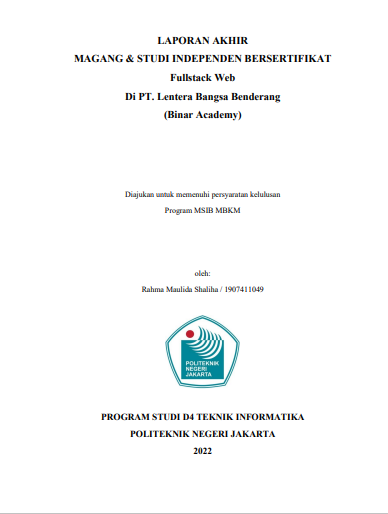 LAPORAN AKHIR
MAGANG & STUDI INDEPENDEN BERSERTIFIKAT
Fullstack Web
Di PT. Lentera Bangsa Benderang
(Binar Academy)
Diajukan untuk memenuhi persyaratan kelulusan
Program MSIB MBKM
oleh:
Rahma Maulida Shaliha / 1907411049
POLITEKNIK
NEGERI
JAKARTA
PROGRAM STUDI D4 TEKNIK INFORMATIKA
POLITEKNIK NEGERI JAKARTA
2022